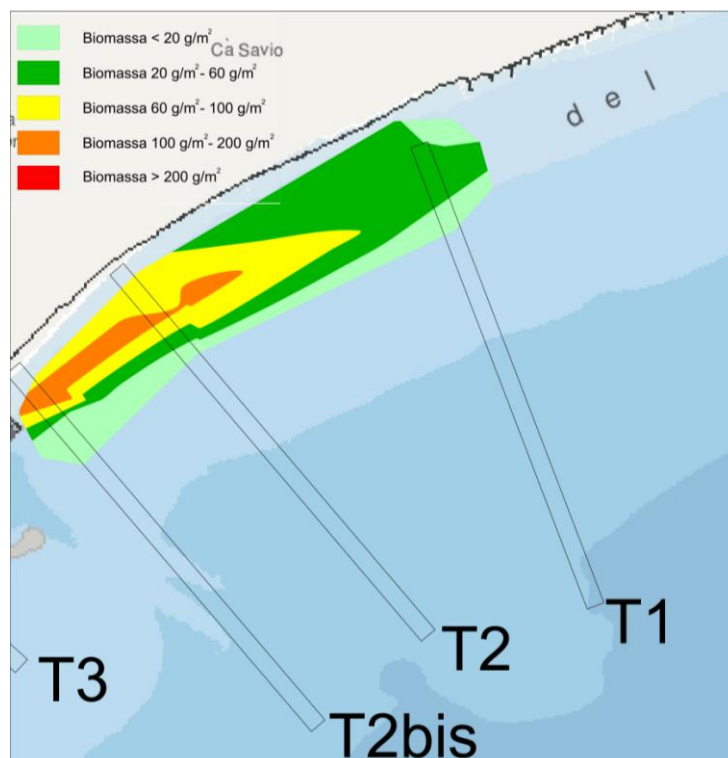 Biomassa < 20 g/m²
Cà Savio
Biomassa 20 g/m²- 60 g/m²
Biomassa 60 g/m²- 100 g/m²
Biomassa 100 g/m²- 200 g/m²
Biomassa > 200 g/m²
d e l
T1
T2
T3
T2bis